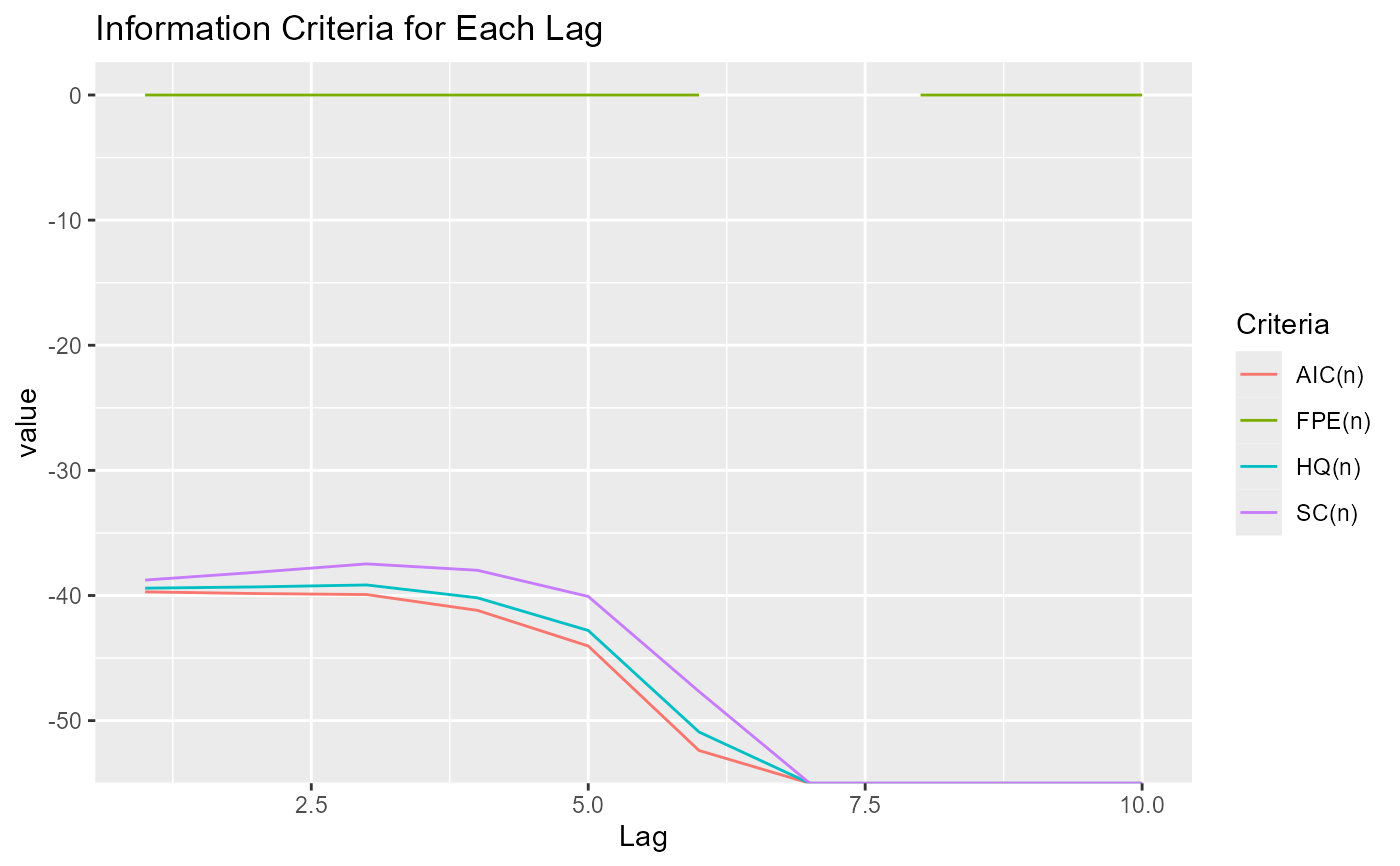 Information Criteria for Each Lag
0
-10
-20
-30
-40
-50
value
2.5
5.0
7.5
10.0
Lag
Criteria
AIC(n)
FPE(n)
HQ(n)
SC(n)